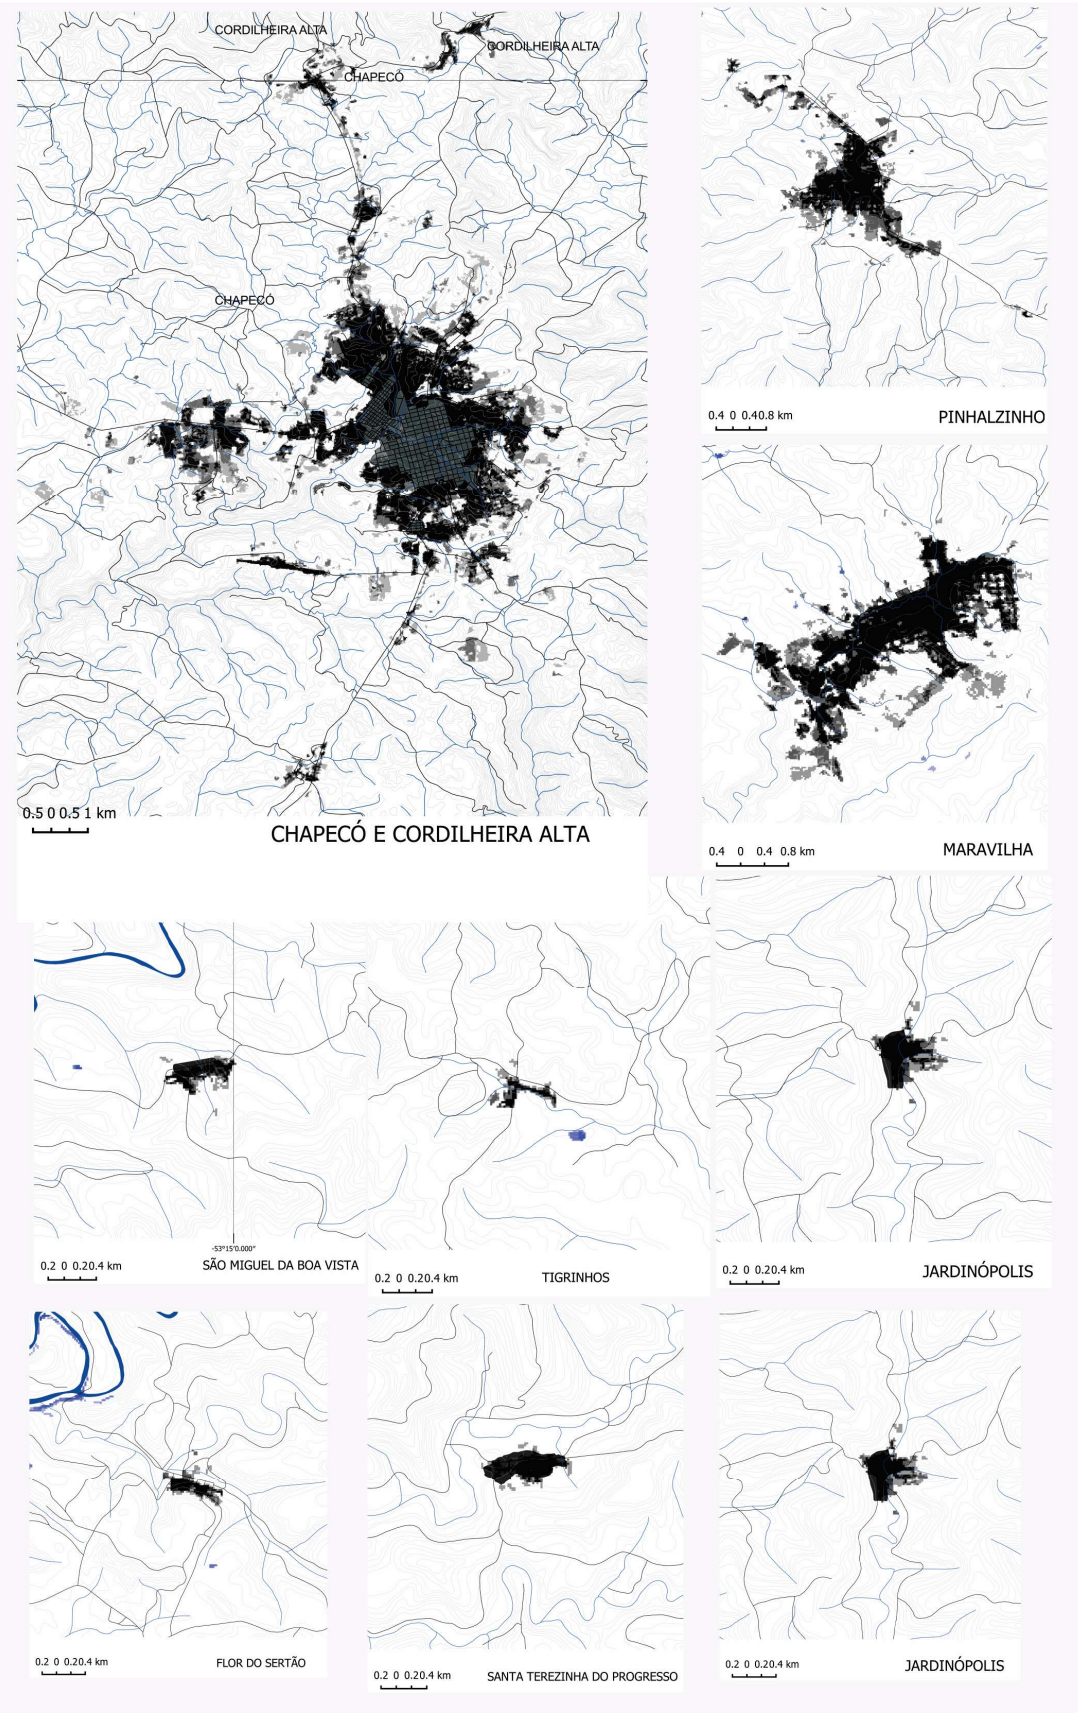 CORDILHEIRA ALTA
CORDILHEIRA ALTA
CHAPECÓ
CHAPECÓ
0.5 0 0.5 1 km
CHAPECÓ E CORDILHEIRA ALTA
0.4 0 0.40.8 km
PINHALZINHO
0.4 0 0.4 0.8 km
MARAVILHA
-53°15'0.000"
0.2 0 0.20.4 km
SÃO MIGUEL DA BOA VISTA
0.2 0 0.20.4 km
TIGRINHOS
0.2 0 0.20.4 km
JARDINÓPOLIS
0.2 0 0.20.4 km
FLOR DO SERTÃO
0.2 0 0.20.4 km
SANTA TEREZINHA DO PROGRESSO
0.2 0 0.20.4 km
JARDINÓPOLIS